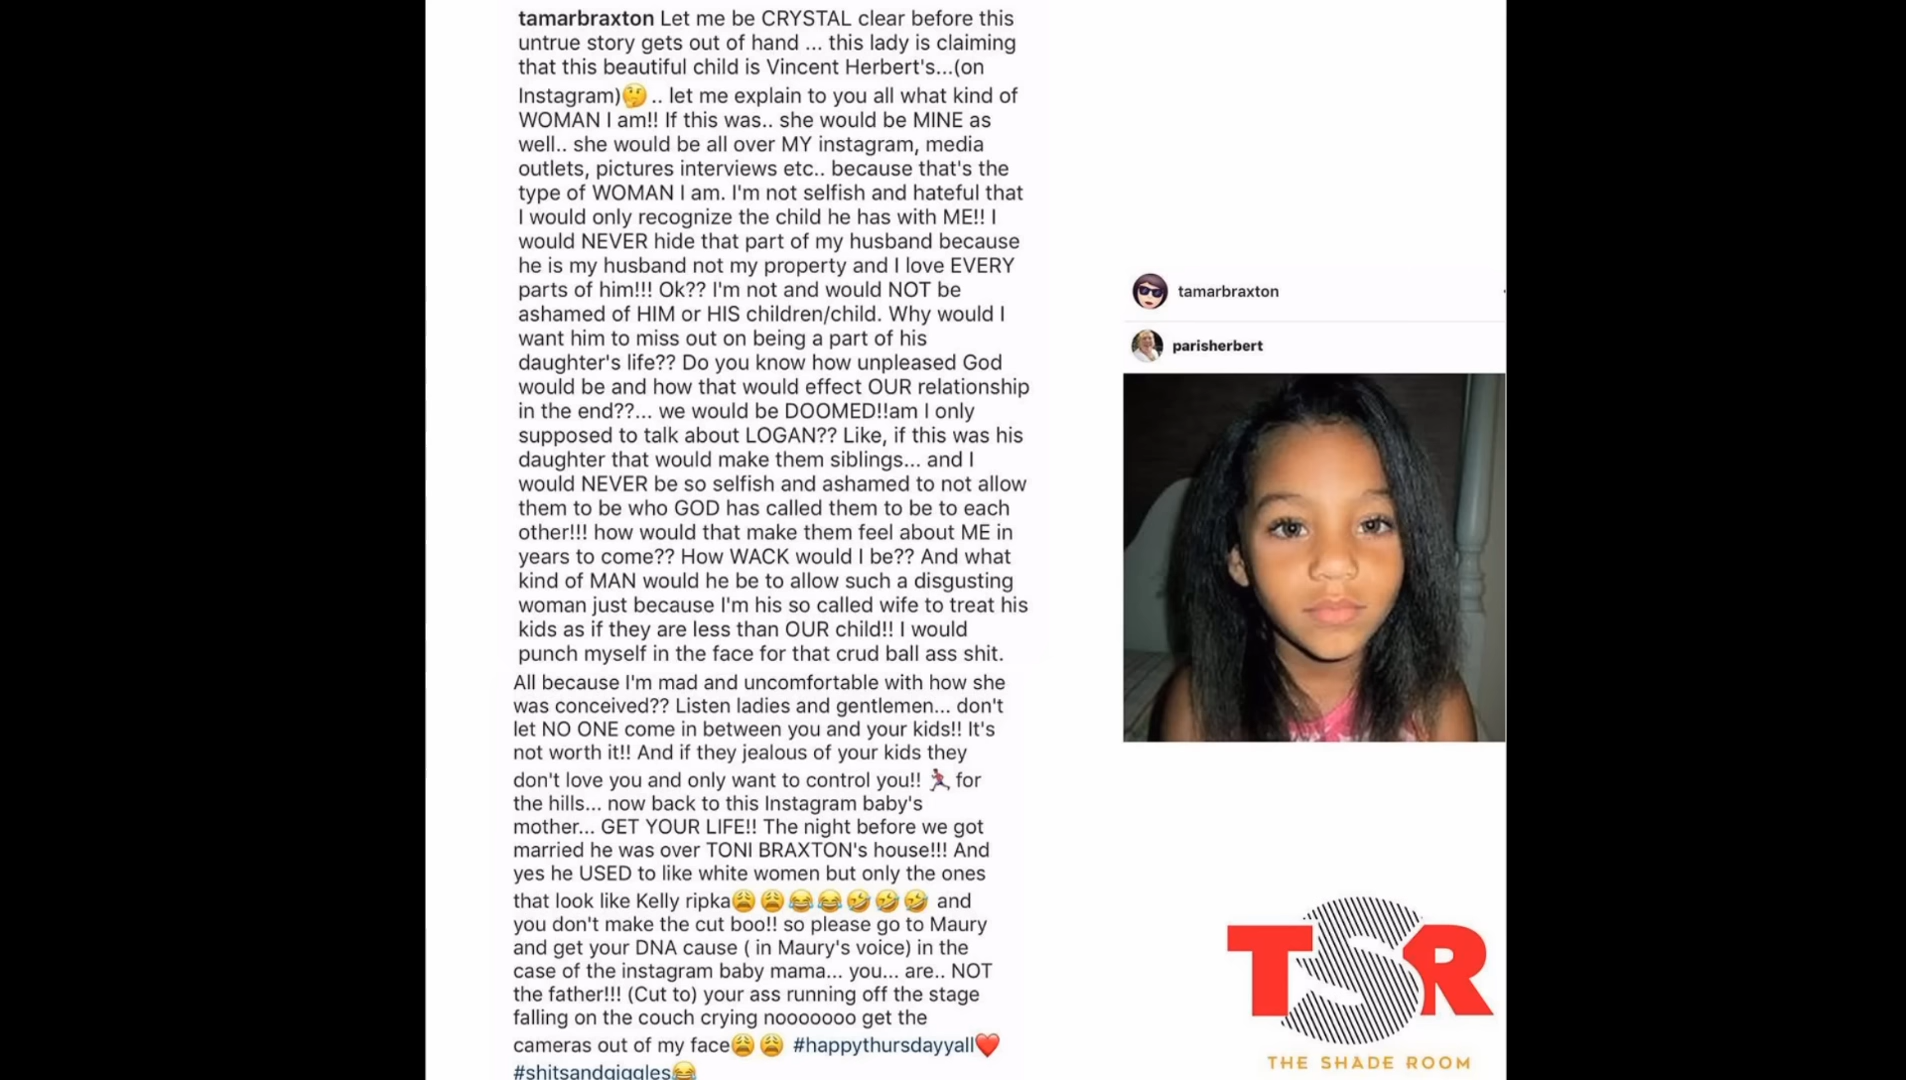 tamarbraxton Let me be CRYSTAL clear before this
untrue story gets out of hand ... this lady is claiming
that this beautiful child is Vincent Herbert's...(on
Instagram)🤔 .. let me explain to you all what kind of
WOMAN I am!! If this was.. she would be MINE as
well.. she would be all over MY instagram, media
outlets, pictures interviews etc.. because that's the
type of WOMAN I am. I'm not selfish and hateful that
I would only recognize the child he has with ME!! I
would NEVER hide that part of my husband because
he is my husband not my property and I love EVERY
parts of him!!! Ok?? I'm not and would NOT be
ashamed of HIM or HIS children/child. Why would I
want him to miss out on being a part of his
daughter's life?? Do you know how unpleased God
would be and how that would effect OUR relationship
in the end??... we would be DOOMED!!am I only
supposed to talk about LOGAN?? Like, if this was his
daughter that would make them siblings... and I
would NEVER be so selfish and ashamed to not allow
them to be who GOD has called them to be to each
other!!! how would that make them feel about ME in
years to come?? How WACK would I be?? And what
kind of MAN would he be to allow such a disgusting
woman just because I'm his so called wife to treat his
kids as if they are less than OUR child!! I would
punch myself in the face for that crud ball ass shit.
All because I'm mad and uncomfortable with how she
was conceived?? Listen ladies and gentlemen... don't
let NO ONE come in between you and your kids!! It's
not worth it!! And if they jealous of your kids they
don't love you and only want to control you!! 🏃🏽‍♀️ for
the hills... now back to this Instagram baby's
mother... GET YOUR LIFE!! The night before we got
married he was over TONI BRAXTON's house!!! And
yes he USED to like white women but only the ones
that look like Kelly ripka😩😩😂😂🤣🤣🤣 and
you don't make the cut boo!! so please go to Maury
and get your DNA cause ( in Maury's voice) in the
case of the instagram baby mama... you... are.. NOT
the father!!! (Cut to) your ass running off the stage
falling on the couch crying nooooooo get the
cameras out of my face😩😩 #happythursdayyall❤️
#shitsandgiggles😂
tamarbraxton
parisherbert
TSR
THE SHADE ROOM